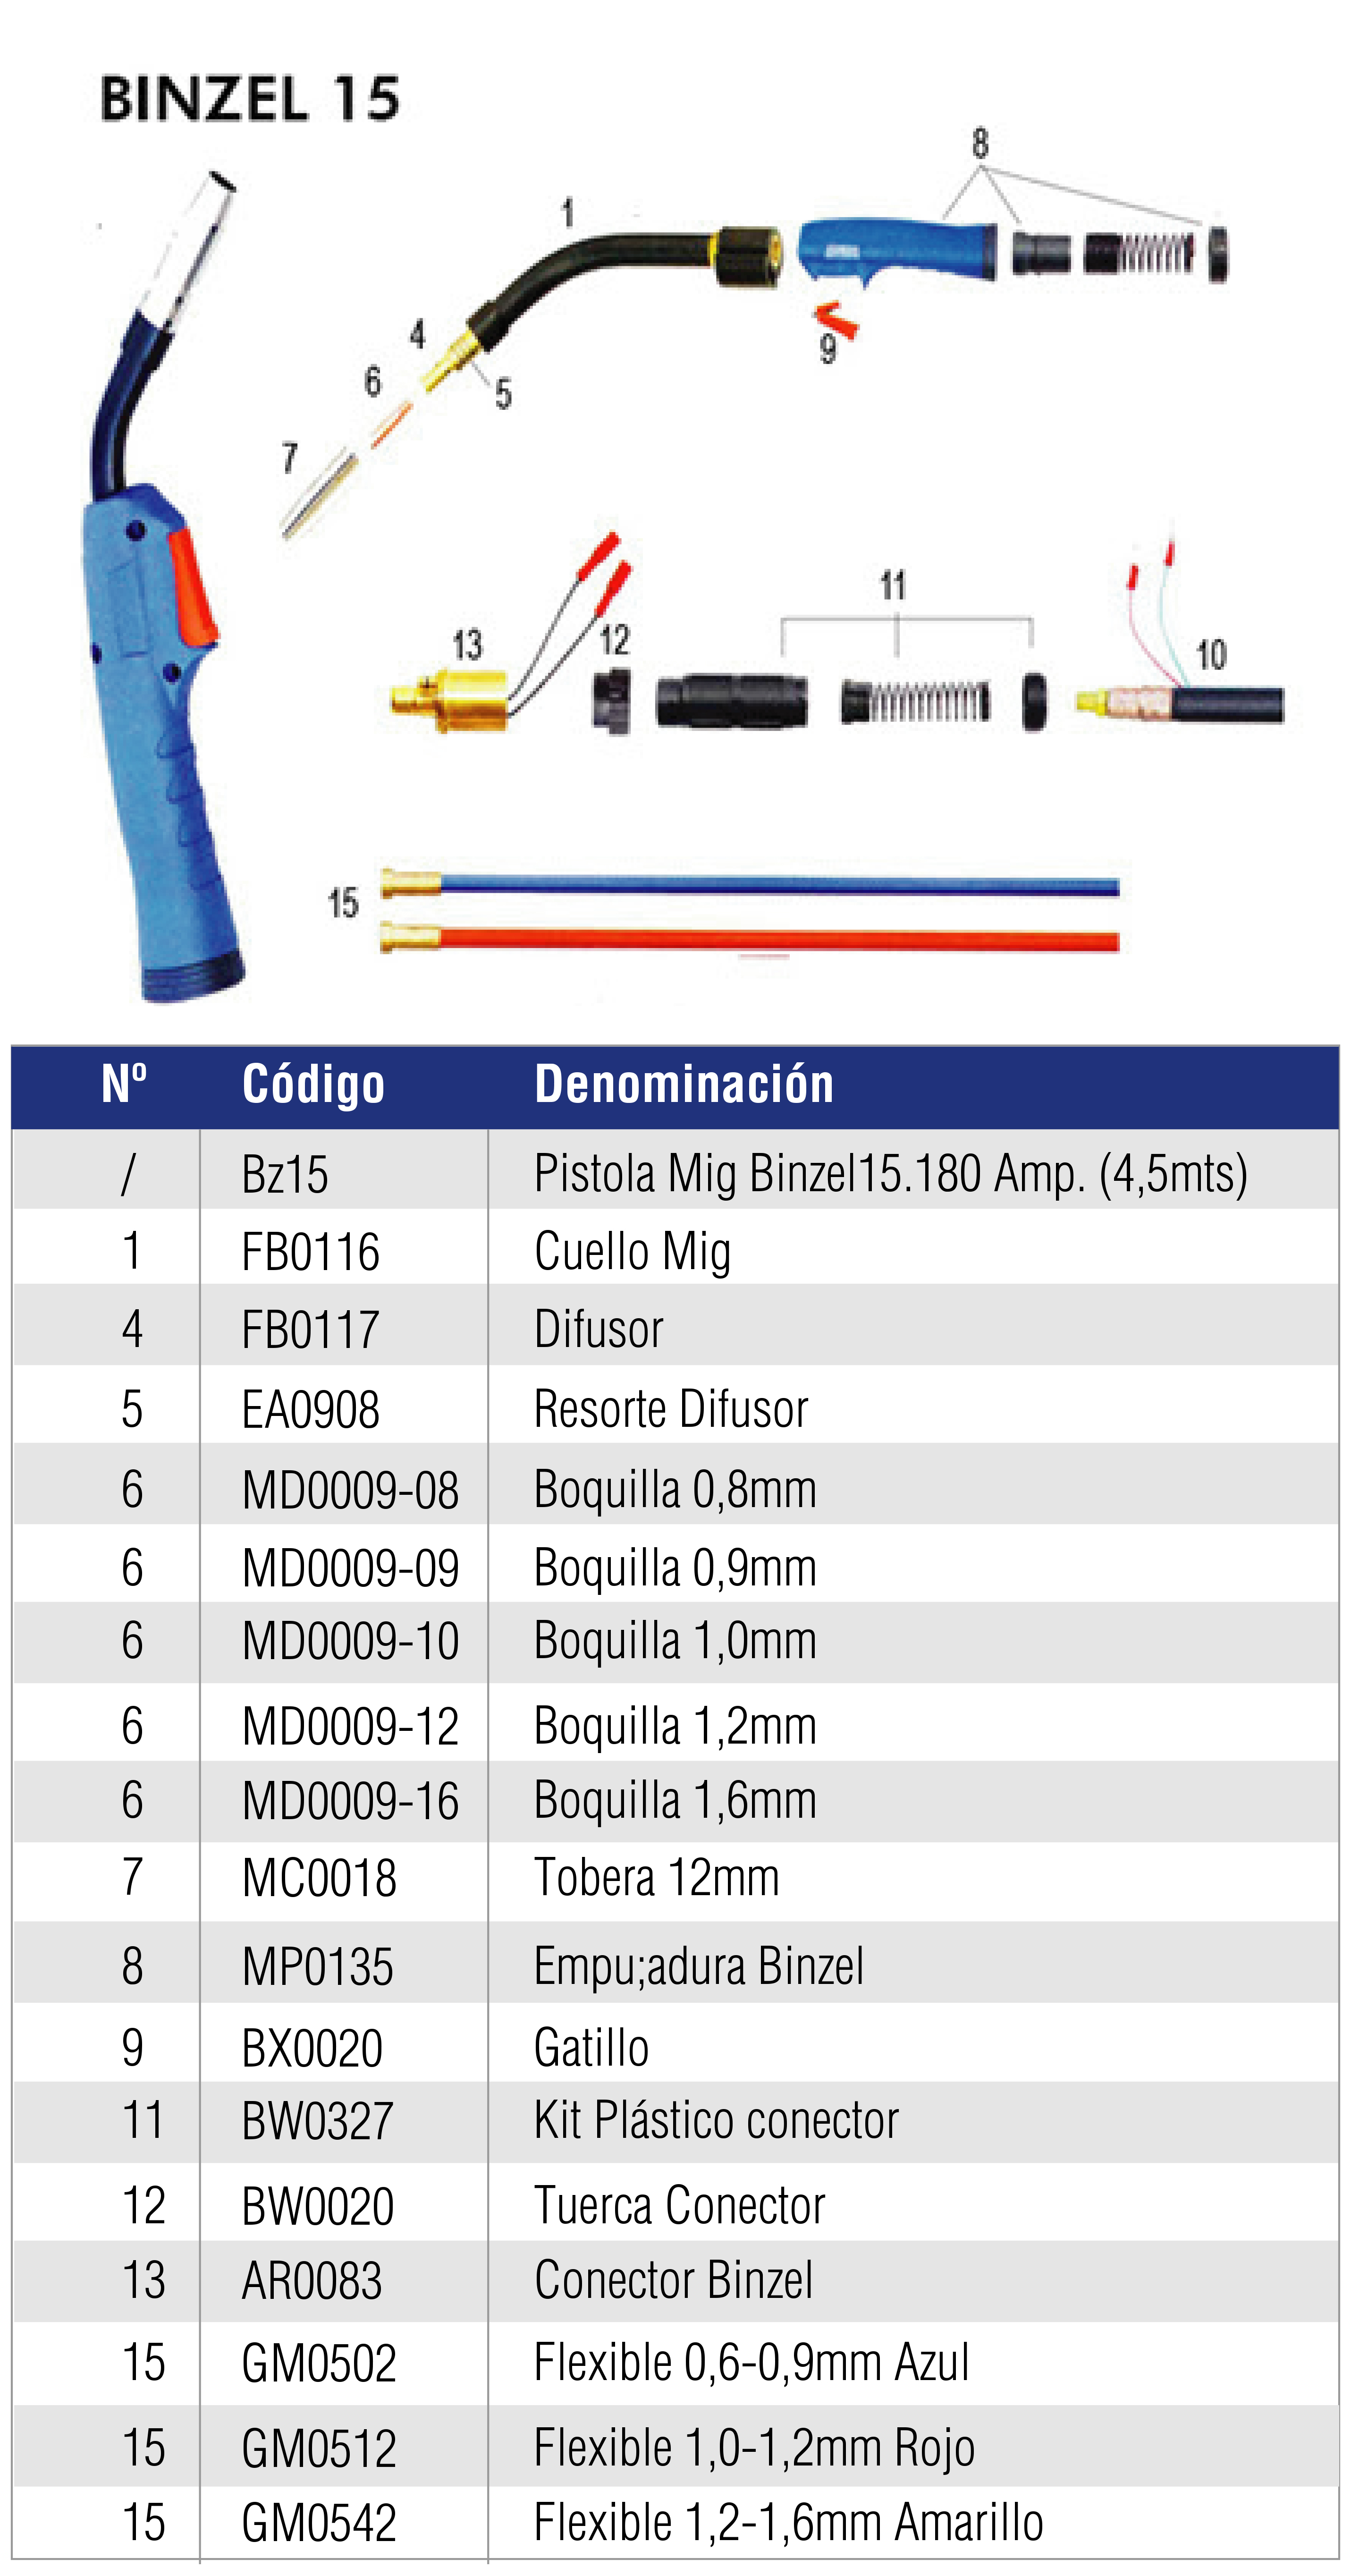 BINZEL 15
8
1
4
9
6
5
7
11
13
12
10
15
Nº Código Denominación
/ Bz15 Pistola Mig Binzel15.180 Amp. (4,5mts)
1 FB0116 Cuello Mig
4 FB0117 Difusor
5 EA0908 Resorte Difusor
6 MD0009-08 Boquilla 0,8mm
6 MD0009-09 Boquilla 0,9mm
6 MD0009-10 Boquilla 1,0mm
6 MD0009-12 Boquilla 1,2mm
6 MD0009-16 Boquilla 1,6mm
7 MC0018 Tobera 12mm
8 MP0135 Empu;adura Binzel
9 BX0020 Gatillo
11 BW0327 Kit Plástico conector
12 BW0020 Tuerca Conector
13 AR0083 Conector Binzel
15 GM0502 Flexible 0,6-0,9mm Azul
15 GM0512 Flexible 1,0-1,2mm Rojo
15 GM0542 Flexible 1,2-1,6mm Amarillo